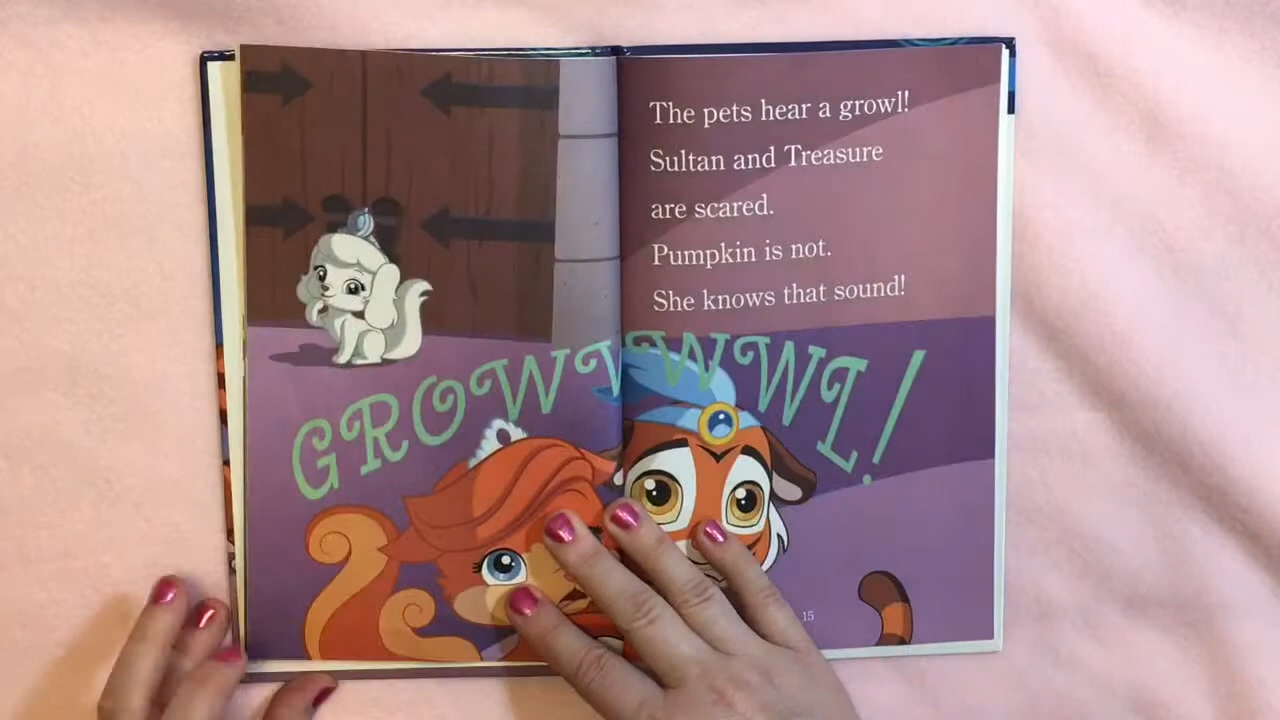 The pets hear a growl!
Sultan and Treasure
are scared.
Pumpkin is not.
She knows that sound!
GROWWWWL!
15